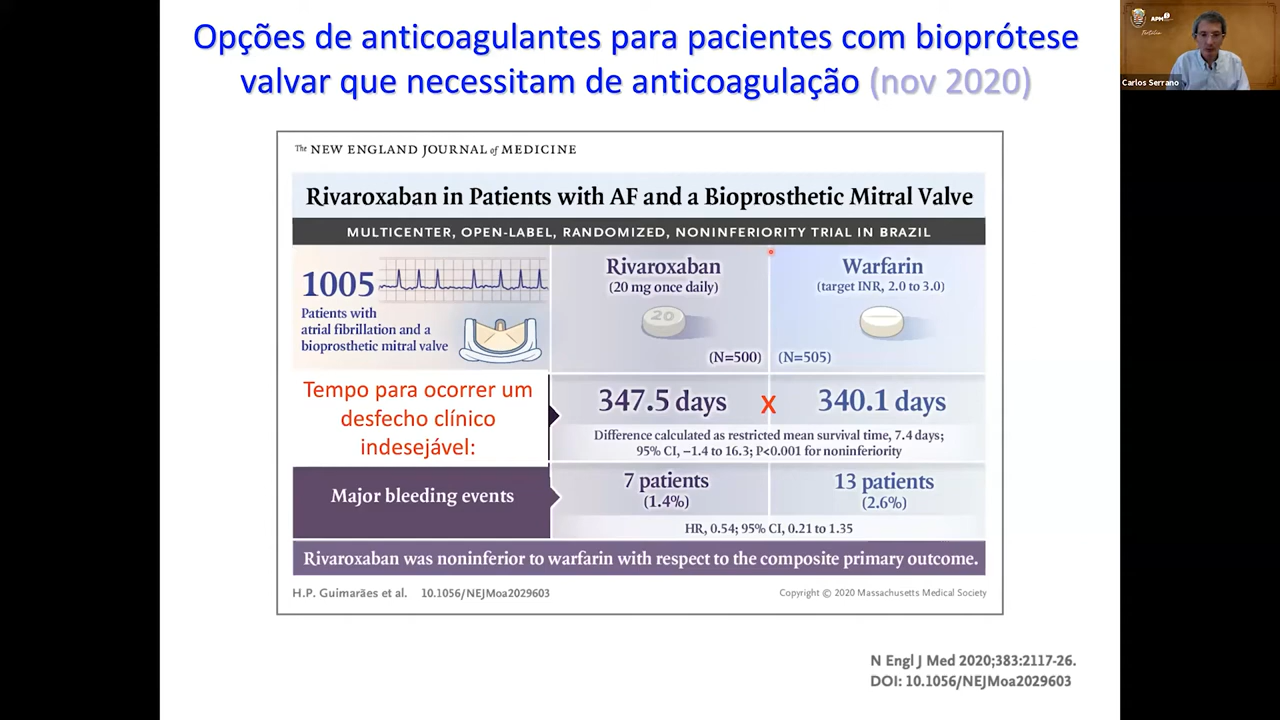 Opções de anticoagulantes para pacientes com bioprótese
valvar que necessitam de anticoagulação (nov 2020)
APM
Carlos Serrano
The NEW ENGLAND JOURNAL of MEDICINE
Rivaroxaban in Patients with AF and a Bioprosthetic Mitral Valve
MULTICENTER, OPEN-LABEL, RANDOMIZED, NONINFERIORITY TRIAL IN BRAZIL
1005
Patients with
atrial fibrillation and a
bioprosthetic mitral valve
Rivaroxaban
(20 mg once daily)
20
(N=500)
Warfarin
(target INR, 2.0 to 3.0)
(N=505)
Tempo para ocorrer um
desfecho clínico
indesejável:
347.5 days X 340.1 days
Difference calculated as restricted mean survival time, 7.4 days;
95% CI, −1.4 to 16.3; P<0.001 for noninferiority
Major bleeding events
7 patients
(1.4%)
13 patients
(2.6%)
HR, 0.54; 95% CI, 0.21 to 1.35
Rivaroxaban was noninferior to warfarin with respect to the composite primary outcome.
H.P. Guimarães et al. 10.1056/NEJMoa2029603
Copyright © 2020 Massachusetts Medical Society
N Engl J Med 2020;383:2117-26.
DOI: 10.1056/NEJMoa2029603